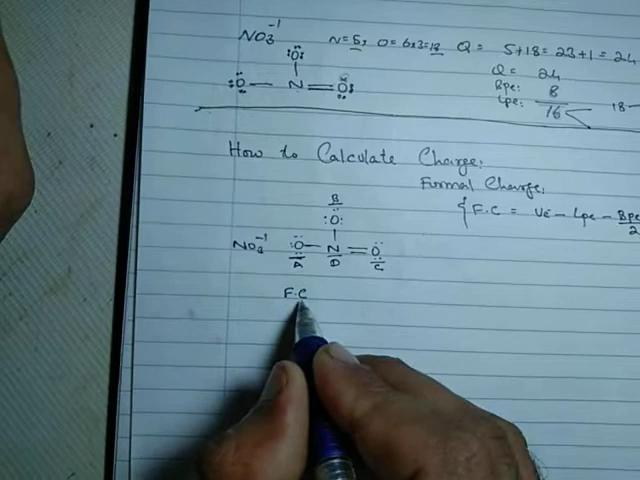 NO3 -1 N=5, O=6x3=18 Q= 5+18=23+1=24
:Ö:
:Ö — N = Ö:
Q= 24
Bpe: 8
Lpe: 16 18-
How to Calculate Charge,
Formal Charge,
{ F.C = Ve - Lpe - Bpe/2
B
:Ö:
NO3 -1 :Ö — N = Ö
A D C
F.C